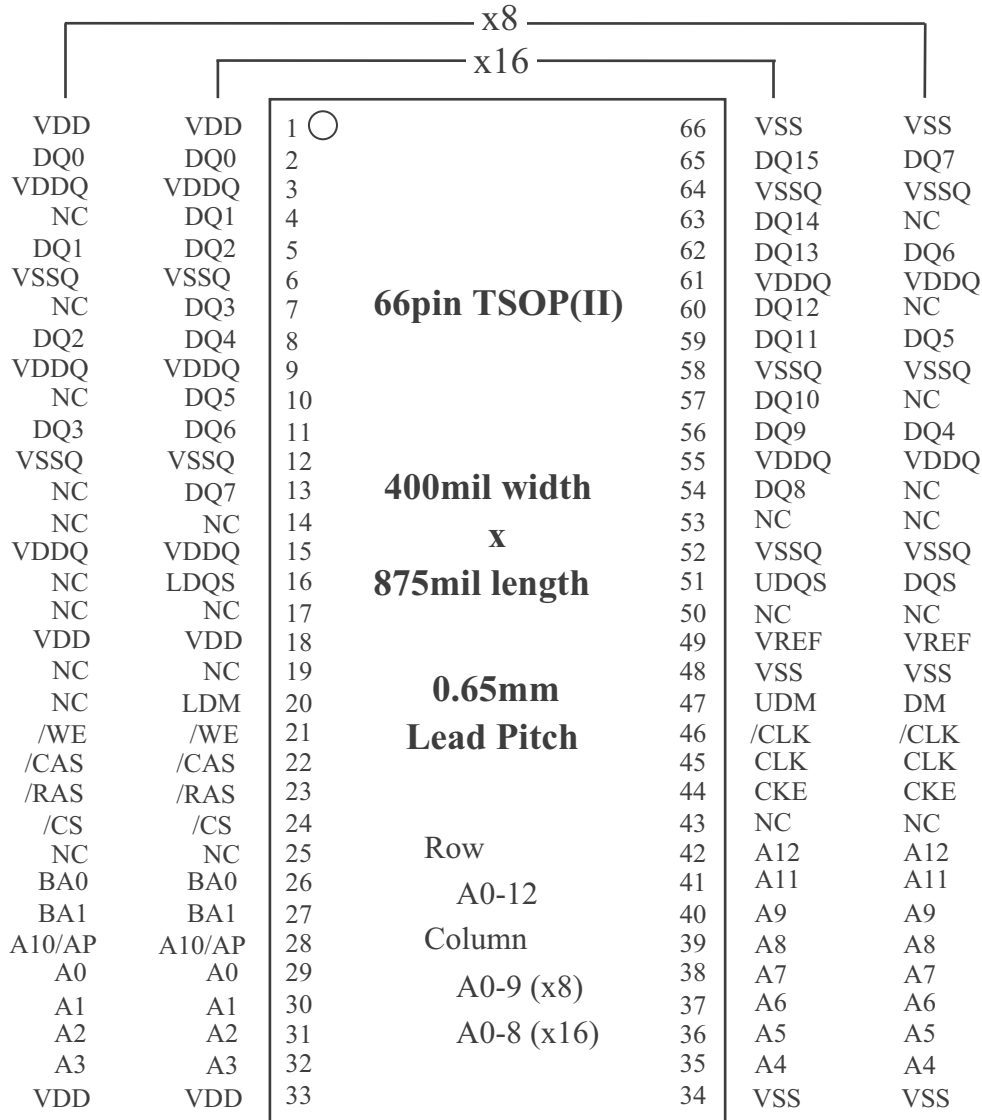 x8
x16
VDD VDD 1 66 VSS VSS
DQ0 DQ0 2 65 DQ15 DQ7
VDDQ VDDQ 3 64 VSSQ VSSQ
NC DQ1 4 63 DQ14 NC
DQ1 DQ2 5 62 DQ13 DQ6
VSSQ VSSQ 6 61 VDDQ VDDQ
NC DQ3 7 66pin TSOP(II) 60 DQ12 NC
DQ2 DQ4 8 59 DQ11 DQ5
VDDQ VDDQ 9 58 VSSQ VSSQ
NC DQ5 10 57 DQ10 NC
DQ3 DQ6 11 56 DQ9 DQ4
VSSQ VSSQ 12 55 VDDQ VDDQ
NC DQ7 13 400mil width 54 DQ8 NC
NC NC 14 53 NC NC
x
VDDQ VDDQ 15 52 VSSQ VSSQ
NC LDQS 16 875mil length 51 UDQS DQS
NC NC 17 50 NC NC
VDD VDD 18 49 VREF VREF
NC NC 19 48 VSS VSS
0.65mm
NC LDM 20 47 UDM DM
/WE /WE 21 Lead Pitch 46 /CLK /CLK
/CAS /CAS 22 45 CLK CLK
/RAS /RAS 23 44 CKE CKE
/CS /CS 24 43 NC NC
NC NC 25 Row 42 A12 A12
BA0 BA0 26 41 A11 A11
A0-12
BA1 BA1 27 40 A9 A9
A10/AP A10/AP 28 Column 39 A8 A8
A0 A0 29 38 A7 A7
A0-9 (x8)
A1 A1 30 37 A6 A6
A2 A2 31 A0-8 (x16) 36 A5 A5
A3 A3 32 35 A4 A4
VDD VDD 33 34 VSS VSS